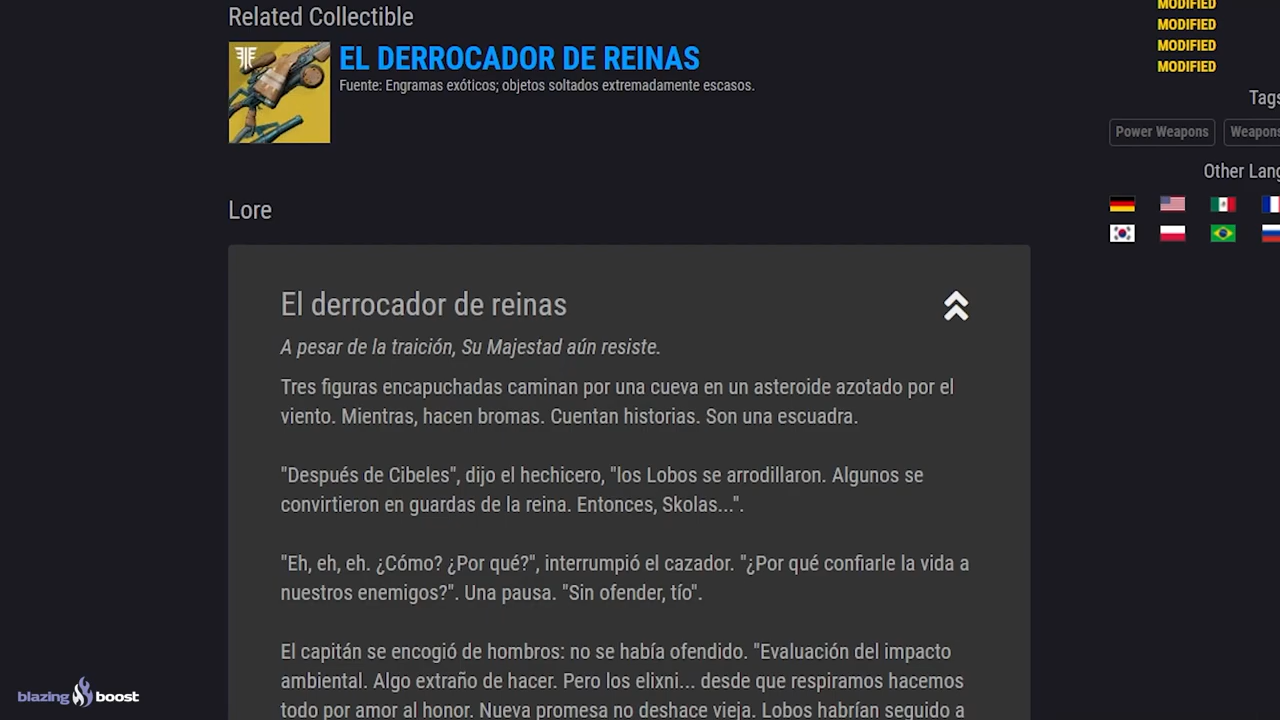 Related Collectible
EL DERROCADOR DE REINAS
Fuente: Engramas exóticos; objetos soltados extremadamente escasos.
Lore
El derrocador de reinas
A pesar de la traición, Su Majestad aún resiste.
Tres figuras encapuchadas caminan por una cueva en un asteroide azotado por el
viento. Mientras, hacen bromas. Cuentan historias. Son una escuadra.
"Después de Cibeles", dijo el hechicero, "los Lobos se arrodillaron. Algunos se
convirtieron en guardas de la reina. Entonces, Skolas...".
"Eh, eh, eh. ¿Cómo? ¿Por qué?", interrumpió el cazador. "¿Por qué confiarle la vida a
nuestros enemigos?". Una pausa. "Sin ofender, tío".
El capitán se encogió de hombros: no se había ofendido. "Evaluación del impacto
ambiental. Algo extraño de hacer. Pero los elixni... desde que respiramos hacemos
todo por amor al honor. Nueva promesa no deshace vieja. Lobos habrían seguido a
MODIFIED
MODIFIED
MODIFIED
MODIFIED
Tags
Power Weapons
Weapons
Other Lang
blazing boost